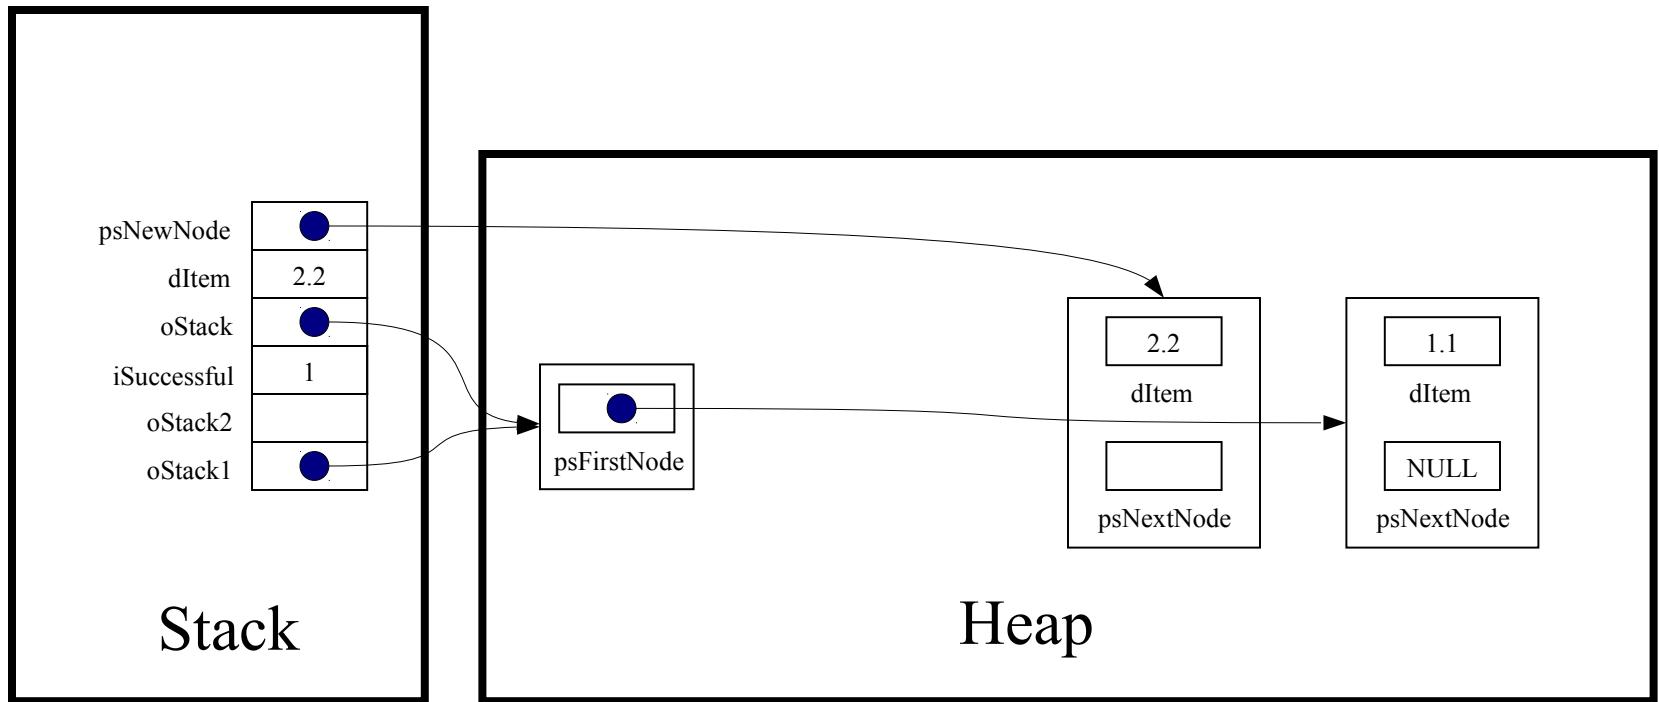 psNewNode
dItem 2.2
oStack
iSuccessful 1
oStack2
oStack1
Stack
psFirstNode
2.2
dItem
psNextNode
1.1
dItem
NULL
psNextNode
Heap